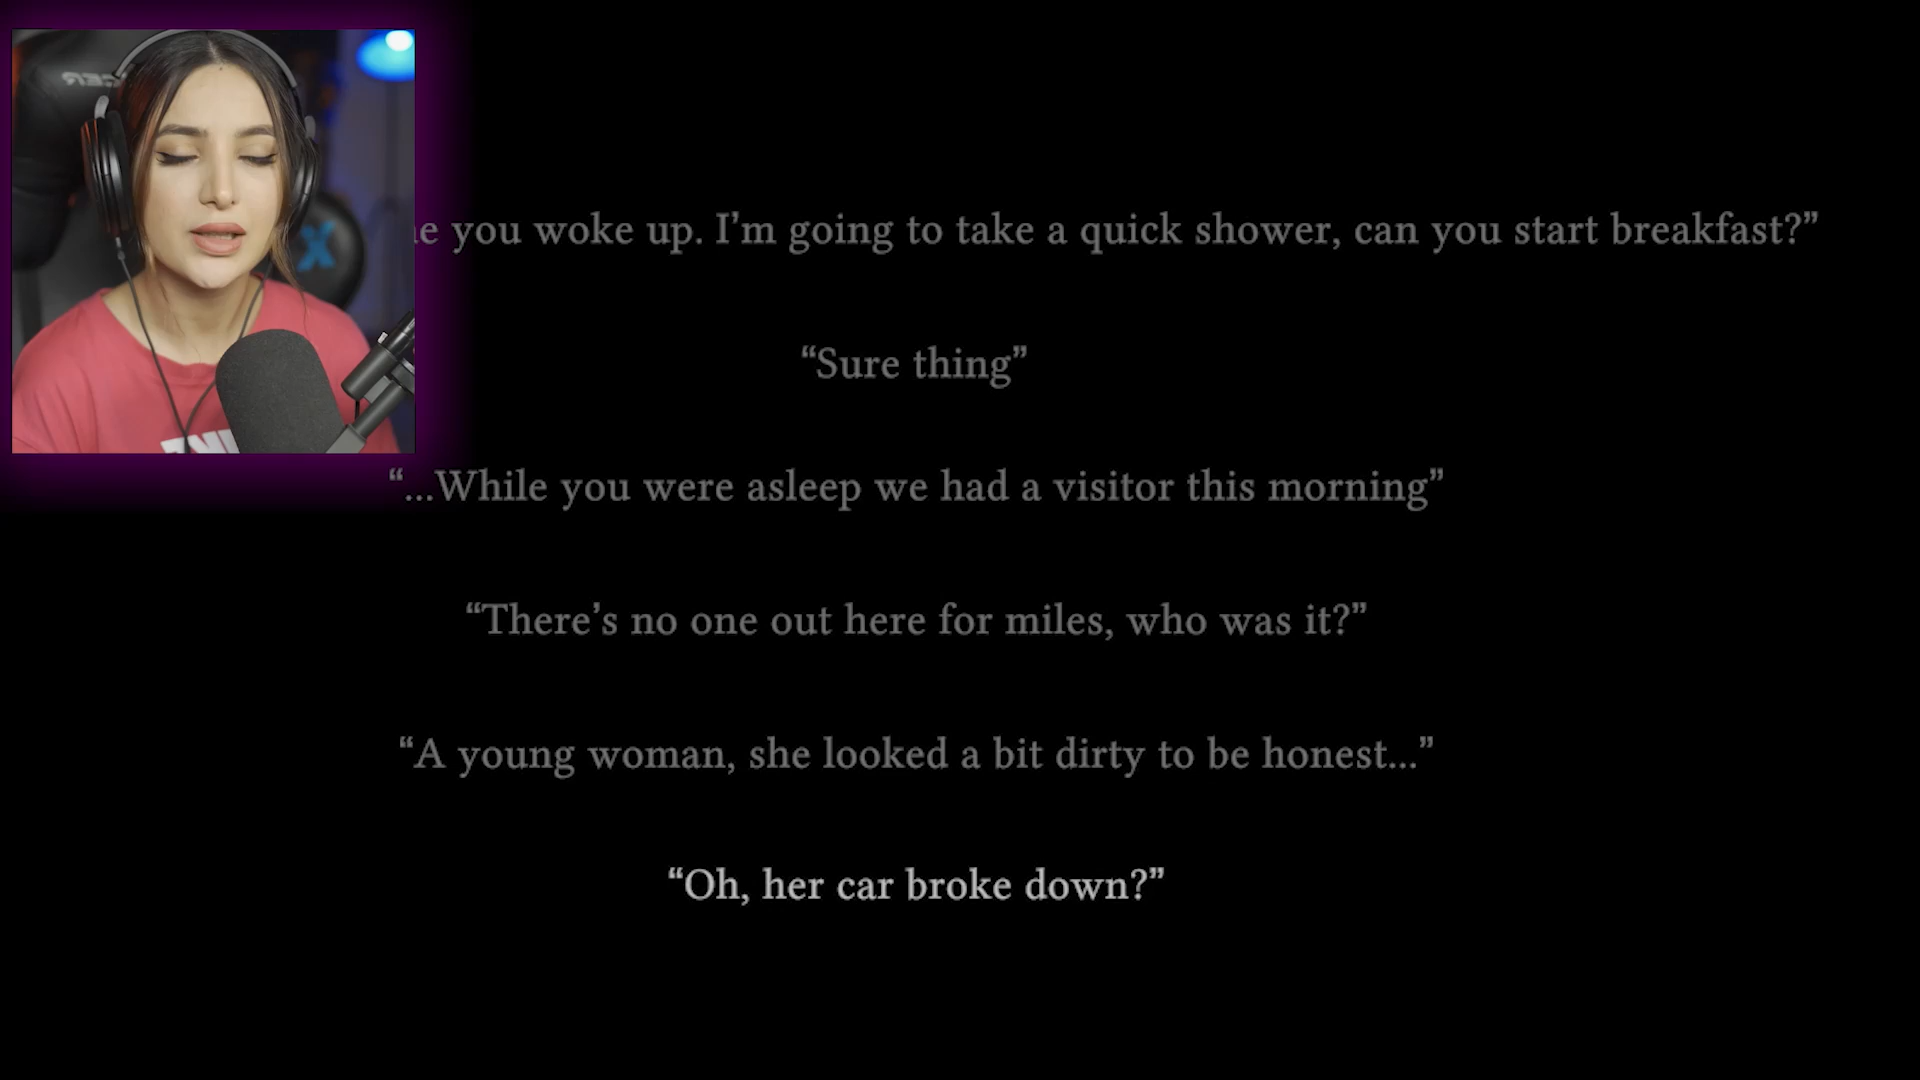 you woke up. I’m going to take a quick shower, can you start breakfast?”
“Sure thing”
“...While you were asleep we had a visitor this morning”
“There’s no one out here for miles, who was it?”
“A young woman, she looked a bit dirty to be honest...”
“Oh, her car broke down?”